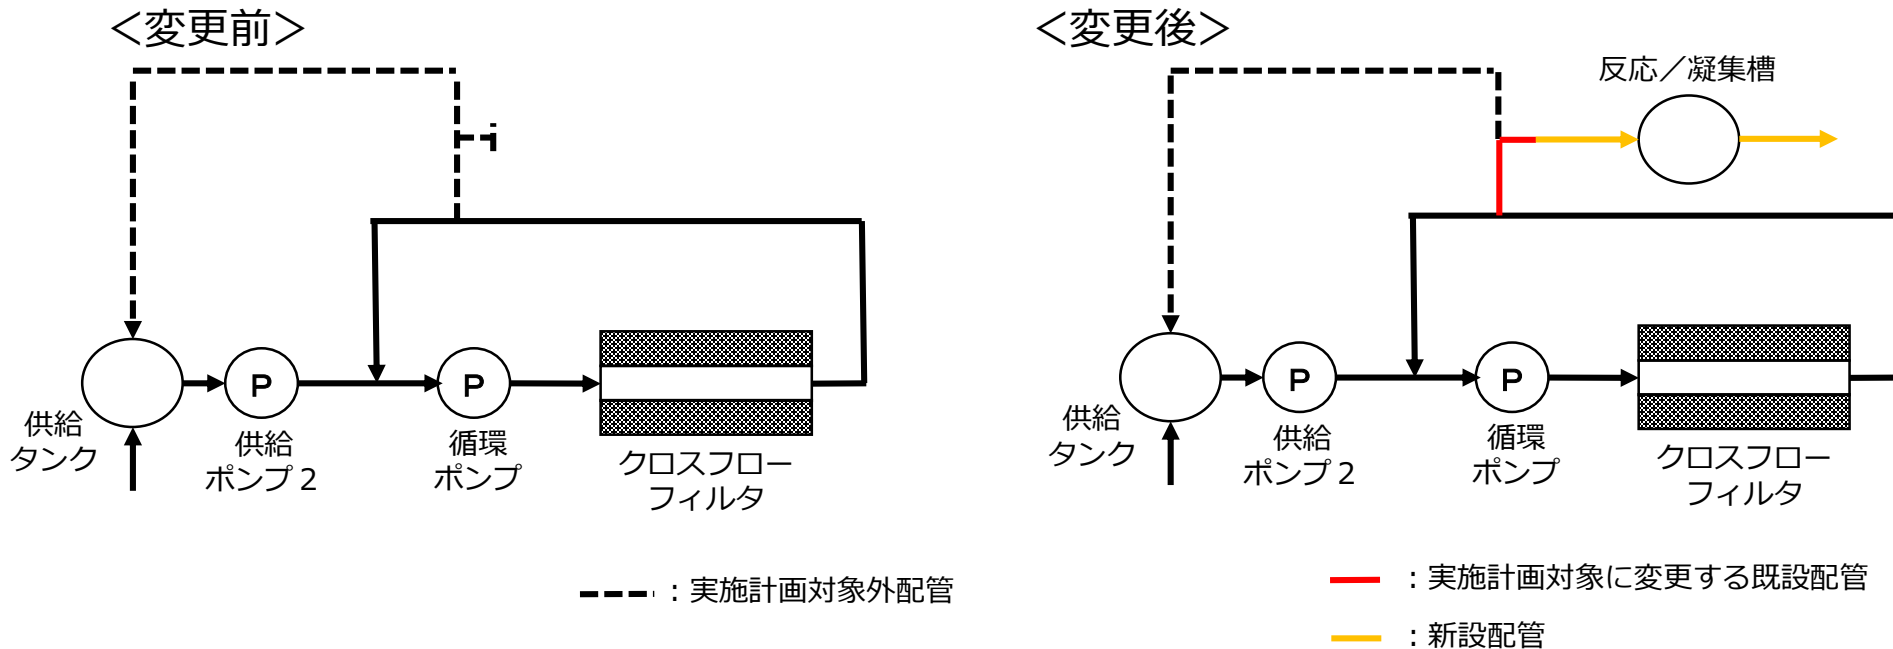 ＜変更前＞
供給
タンク
P
供給
ポンプ２
P
循環
ポンプ
クロスフロー
フィルタ
：実施計画対象外配管
＜変更後＞
反応／凝集槽
供給
タンク
P
供給
ポンプ２
P
循環
ポンプ
クロスフロー
フィルタ
：実施計画対象に変更する既設配管
：新設配管